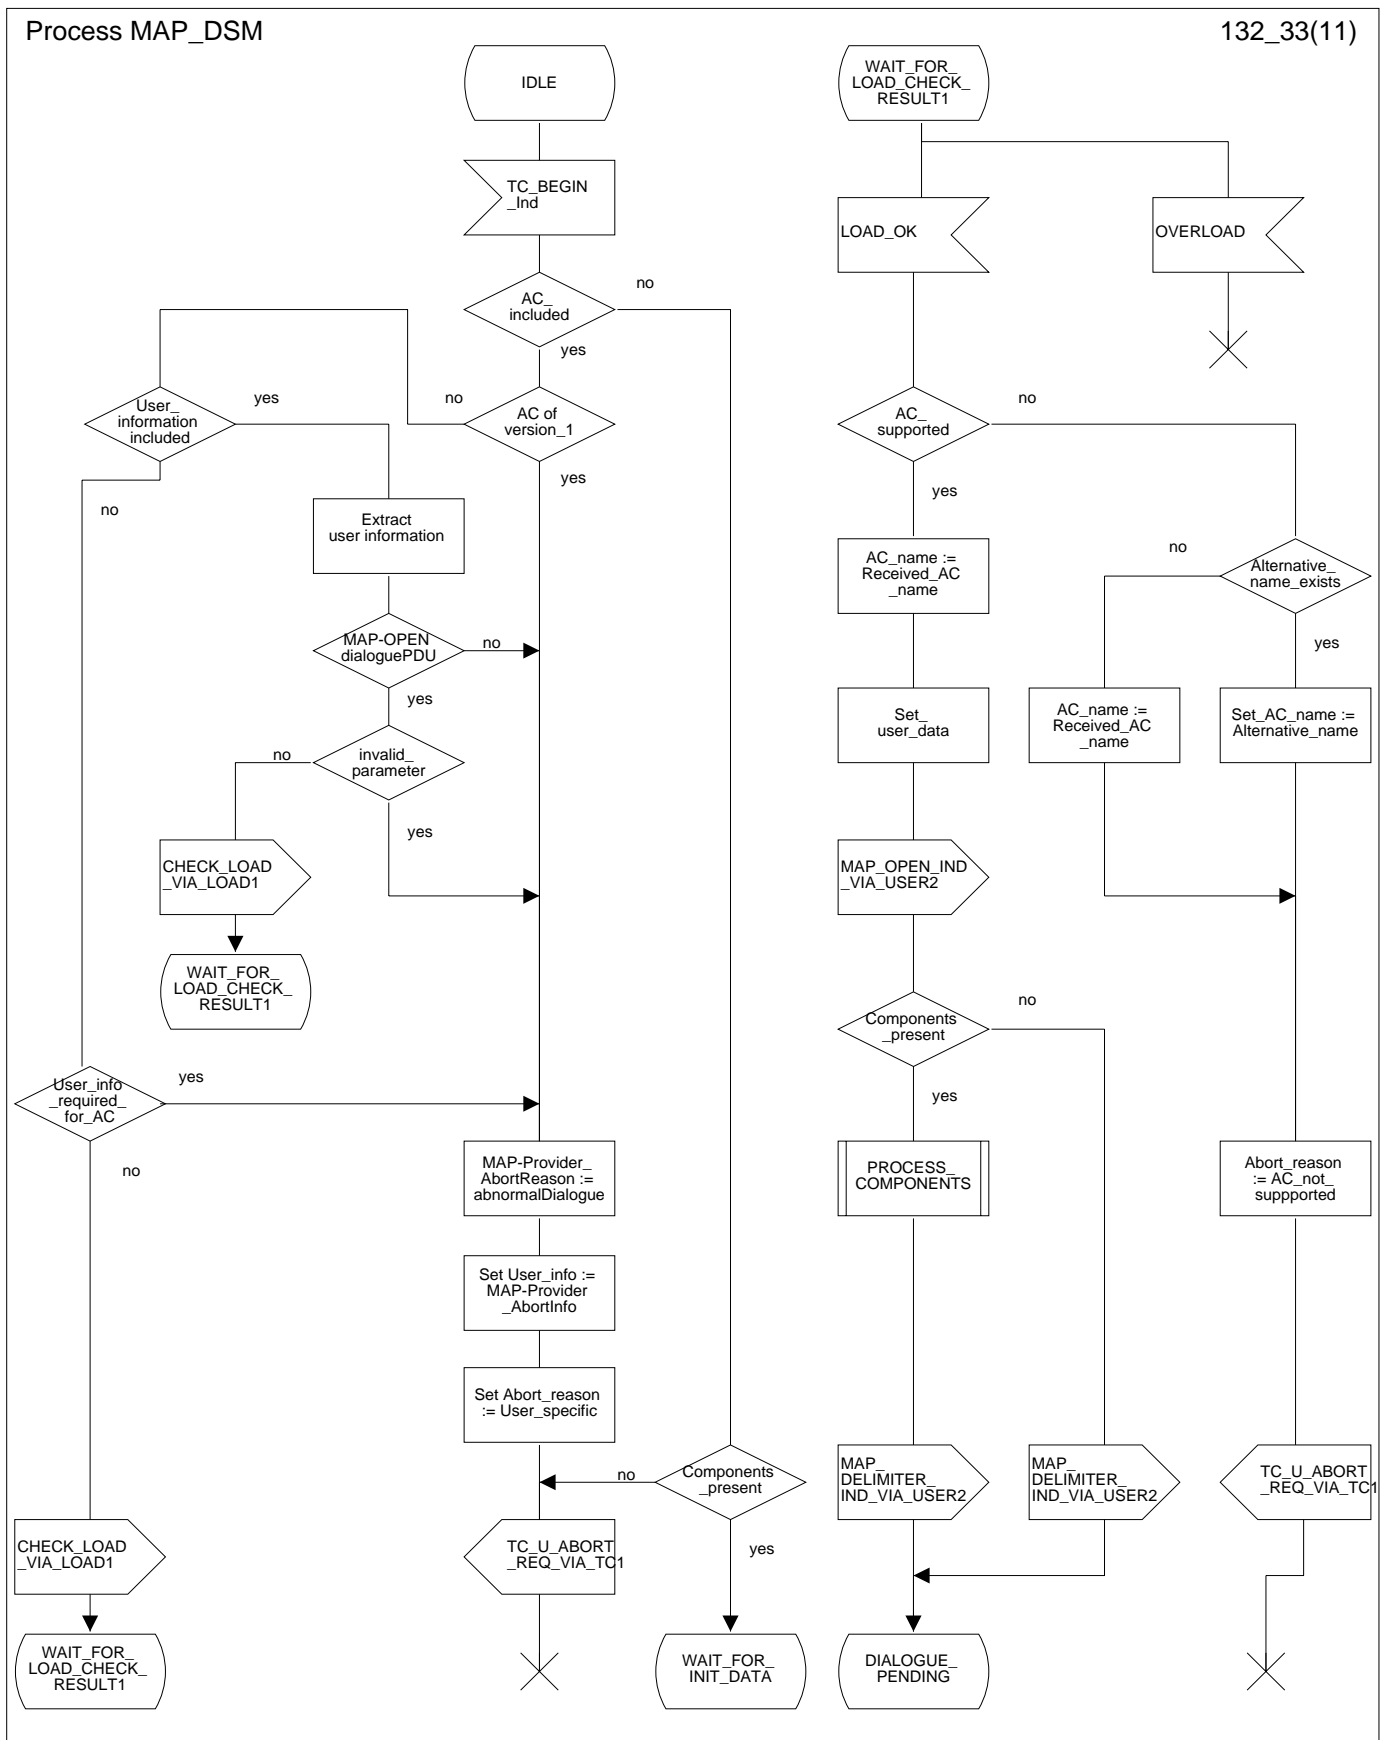 Process MAP_DSM
132_33(11)
IDLE
TC_BEGIN
_Ind
AC_
included
no
yes
AC of
version_1
no
yes
User_
information
included
yes
no
Extract
user information
MAP-OPEN
dialoguePDU
no
yes
invalid_
parameter
no
yes
CHECK_LOAD
_VIA_LOAD1
WAIT_FOR_
LOAD_CHECK_
RESULT1
User_info
_required_
for_AC
yes
no
MAP-Provider_
AbortReason :=
abnormalDialogue
Set User_info :=
MAP-Provider
_AbortInfo
Set Abort_reason
:= User_specific
Components
_present
no
yes
CHECK_LOAD
_VIA_LOAD1
TC_U_ABORT
_REQ_VIA_TC1
WAIT_FOR_
LOAD_CHECK_
RESULT1
WAIT_FOR_
INIT_DATA
WAIT_FOR_
LOAD_CHECK_
RESULT1
LOAD_OK
OVERLOAD
AC_
supported
no
yes
AC_name :=
Received_AC
_name
Alternative_
name_exists
no
yes
Set_
user_data
AC_name :=
Received_AC
_name
Set_AC_name :=
Alternative_name
MAP_OPEN_IND
_VIA_USER2
Components
_present
no
yes
PROCESS_
COMPONENTS
Abort_reason
:= AC_not_
suppported
MAP_
DELIMITER_
IND_VIA_USER2
MAP_
DELIMITER_
IND_VIA_USER2
TC_U_ABORT
_REQ_VIA_TC1
DIALOGUE_
PENDING